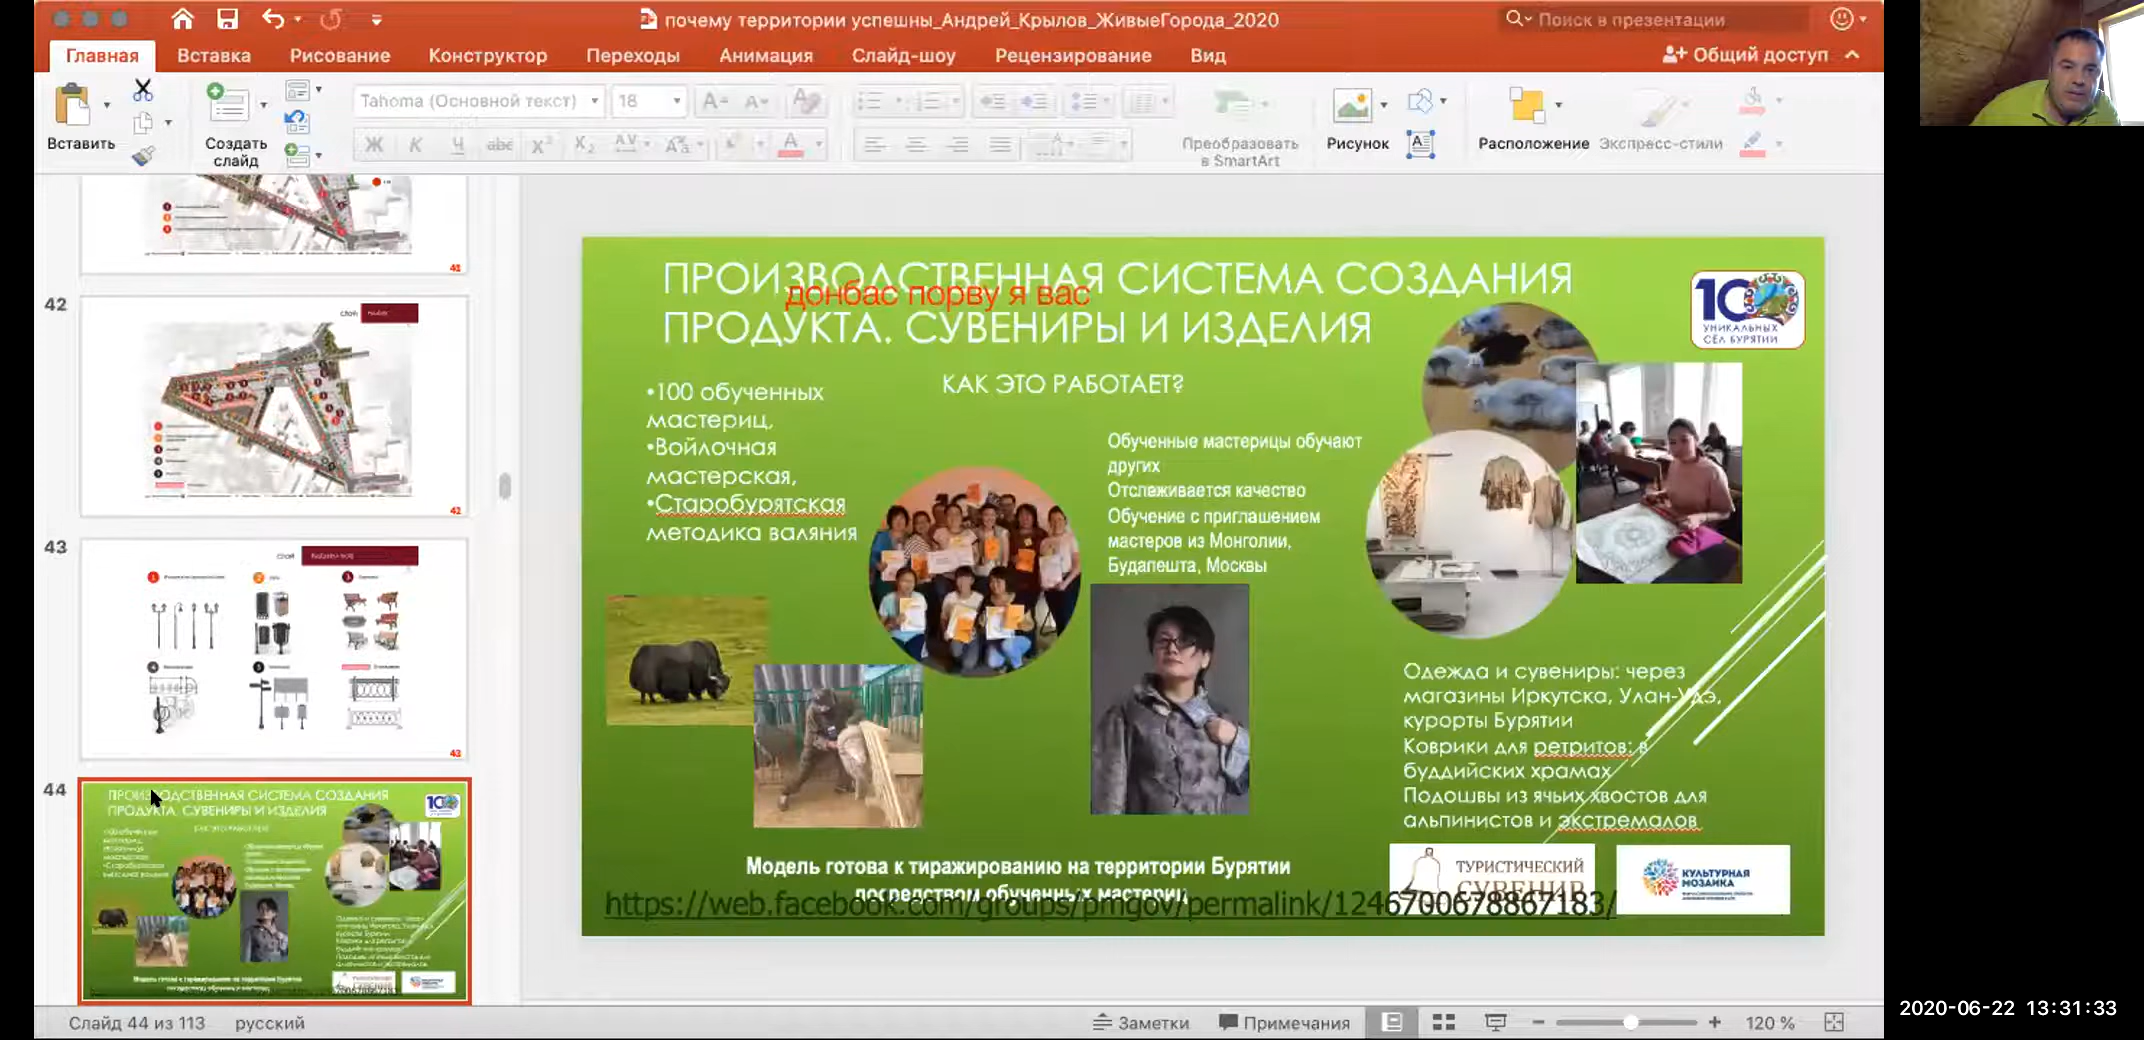 почему территории успешны_Андрей_Крылов_ЖивыеГорода_2020
Поиск в презентации
Главная
Вставка
Рисование
Конструктор
Переходы
Анимация
Слайд-шоу
Рецензирование
Вид
Общий доступ
Вставить
Создать
слайд
Tahoma (Основной текст)
18
Преобразовать
в SmartArt
Рисунок
Расположение
Экспресс-стили
41
42
42
43
43
44
ПРОИЗВОДСТВЕННАЯ СИСТЕМА СОЗДАНИЯ
ПРОДУКТА. СУВЕНИРЫ И ИЗДЕЛИЯ
донбас порву я вас
УНИКАЛЬНЫХ
СЁЛ БУРЯТИИ
КАК ЭТО РАБОТАЕТ?
•100 обученных
мастериц,
•Войлочная
мастерская,
•Старобурятская
методика валяния
Обученные мастерицы обучают
других
Отслеживается качество
Обучение с приглашением
мастеров из Монголии,
Будапешта, Москвы
Одежда и сувениры: через
магазины Иркутска, Улан-Удэ,
курорты Бурятии
Коврики для ретритов: в
буддийских храмах
Подошвы из ячьих хвостов для
альпинистов и экстремалов
Модель готова к тиражированию на территории Бурятии
посредством обученных мастериц
https://web.facebook.com/groups/pmgov/permalink/1246700678867183/
ТУРИСТИЧЕСКИЙ
СУВЕНИР
КУЛЬТУРНАЯ
МОЗАИКА
Слайд 44 из 113
русский
Заметки
Примечания
120 %
2020-06-22 13:31:33